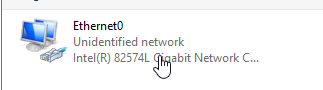 Ethernet0
Unidentified network
Intel(R) 82574L Gigabit Network C...